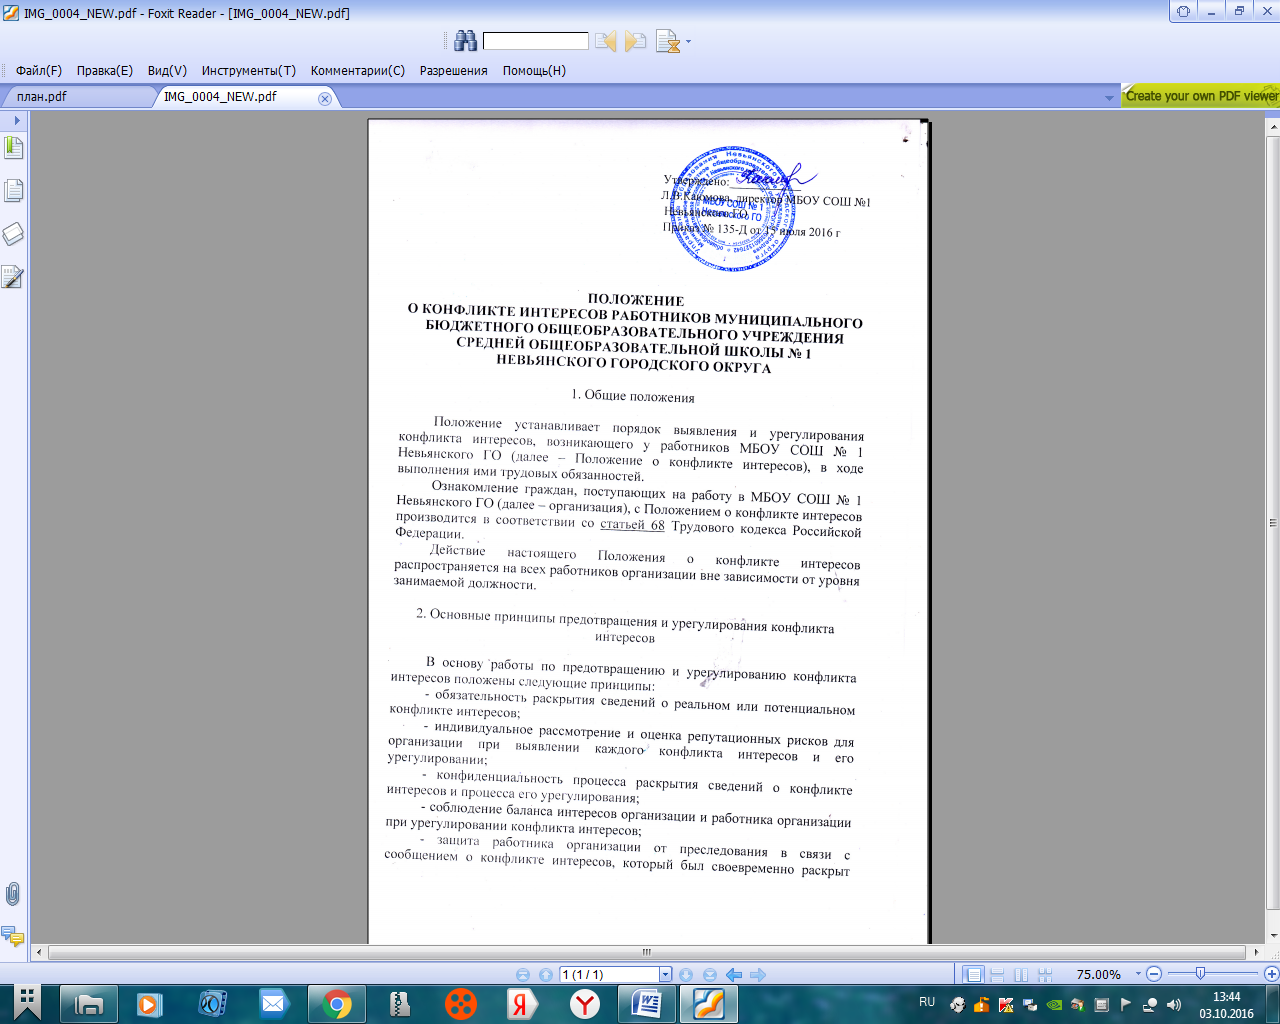 IMG_0004_NEW.pdf - Foxit Reader - [IMG_0004_NEW.pdf]
Файл(F) Правка(E) Вид(V) Инструменты(T) Комментарии(C) Разрешения Помощь(H)
план.pdf IMG_0004_NEW.pdf Create your own PDF viewer
Утверждено:
Л.В.Каюмова, директор МБОУ СОШ №1
Невьянского ГО
Приказ № 135-Д от 15 июля 2016 г
МБОУ СОШ № 1
Невьянского ГО
ПОЛОЖЕНИЕ
О КОНФЛИКТЕ ИНТЕРЕСОВ РАБОТНИКОВ МУНИЦИПАЛЬНОГО
БЮДЖЕТНОГО ОБЩЕОБРАЗОВАТЕЛЬНОГО УЧРЕЖДЕНИЯ
СРЕДНЕЙ ОБЩЕОБРАЗОВАТЕЛЬНОЙ ШКОЛЫ № 1
НЕВЬЯНСКОГО ГОРОДСКОГО ОКРУГА
1. Общие положения
Положение устанавливает порядок выявления и урегулирования
конфликта интересов, возникающего у работников МБОУ СОШ № 1
Невьянского ГО (далее – Положение о конфликте интересов), в ходе
выполнения ими трудовых обязанностей.
Ознакомление граждан, поступающих на работу в МБОУ СОШ № 1
Невьянского ГО (далее – организация), с Положением о конфликте интересов
производится в соответствии со статьей 68 Трудового кодекса Российской
Федерации.
Действие настоящего Положения о конфликте интересов
распространяется на всех работников организации вне зависимости от уровня
занимаемой должности.
2. Основные принципы предотвращения и урегулирования конфликта
интересов
В основу работы по предотвращению и урегулированию конфликта
интересов положены следующие принципы:
- обязательность раскрытия сведений о реальном или потенциальном
конфликте интересов;
- индивидуальное рассмотрение и оценка репутационных рисков для
организации при выявлении каждого конфликта интересов и его
урегулировании;
- конфиденциальность процесса раскрытия сведений о конфликте
интересов и процесса его урегулирования;
- соблюдение баланса интересов организации и работника организации
при урегулировании конфликта интересов;
- защита работника организации от преследования в связи с
сообщением о конфликте интересов, который был своевременно раскрыт
1 (1 / 1) 75.00%
RU 13:44
03.10.2016